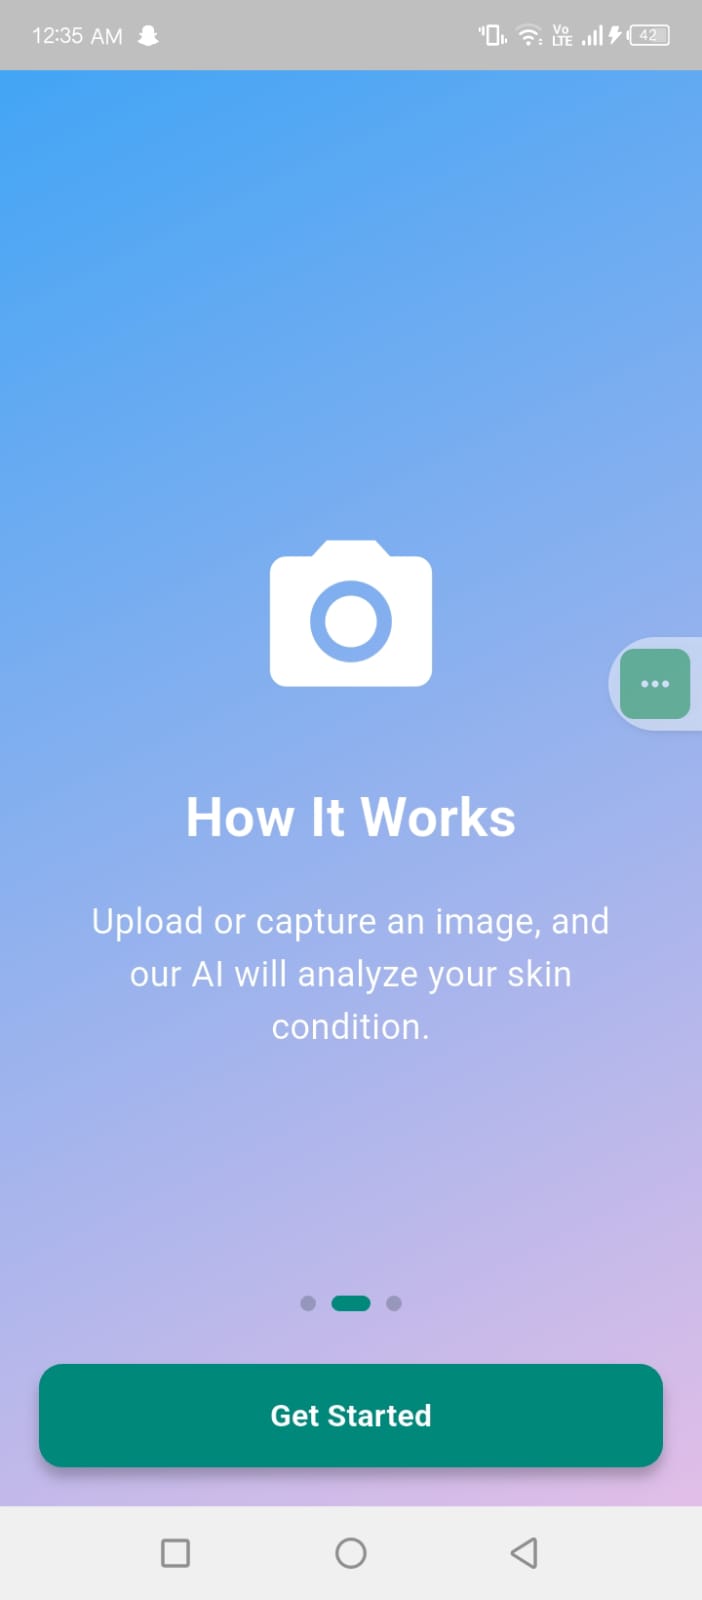 12:35 AM
Vo
LTE
42
How It Works
Upload or capture an image, and
our AI will analyze your skin
condition.
Get Started